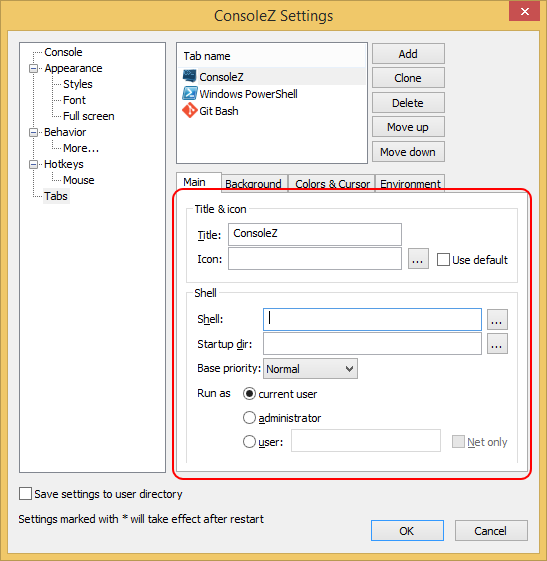 ConsoleZ Settings
Console
Appearance
Styles
Font
Full screen
Behavior
More...
Hotkeys
Mouse
Tabs
Tab name
ConsoleZ
Windows PowerShell
Git Bash
Add
Clone
Delete
Move up
Move down
Main Background Colors & Cursor Environment
Title & icon
Title: ConsoleZ
Icon: ... Use default
Shell
Shell: ...
Startup dir: ...
Base priority: Normal
Run as current user
administrator
user: Net only
Save settings to user directory
Settings marked with * will take effect after restart
OK Cancel